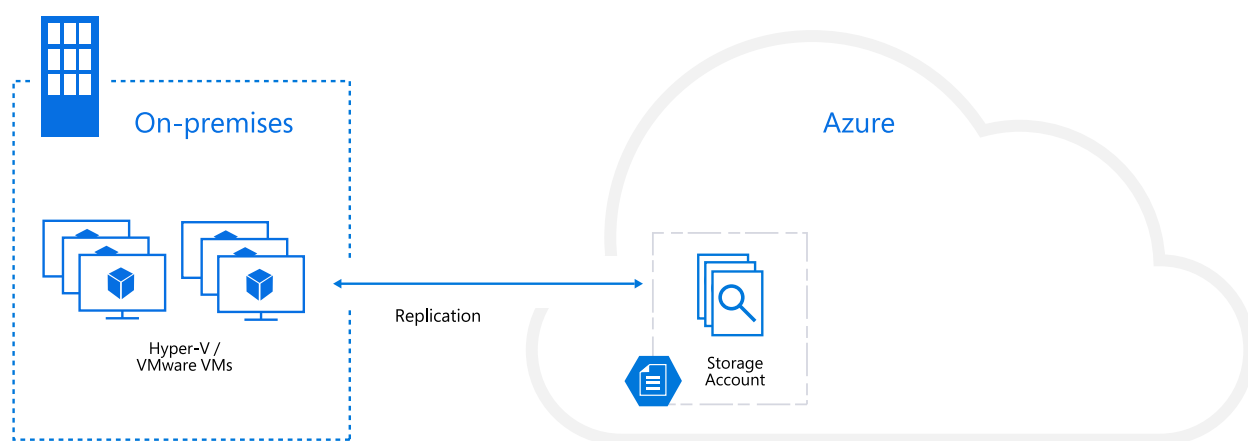 On-premises
Azure
Hyper-V /
VMware VMs
Replication
Storage
Account